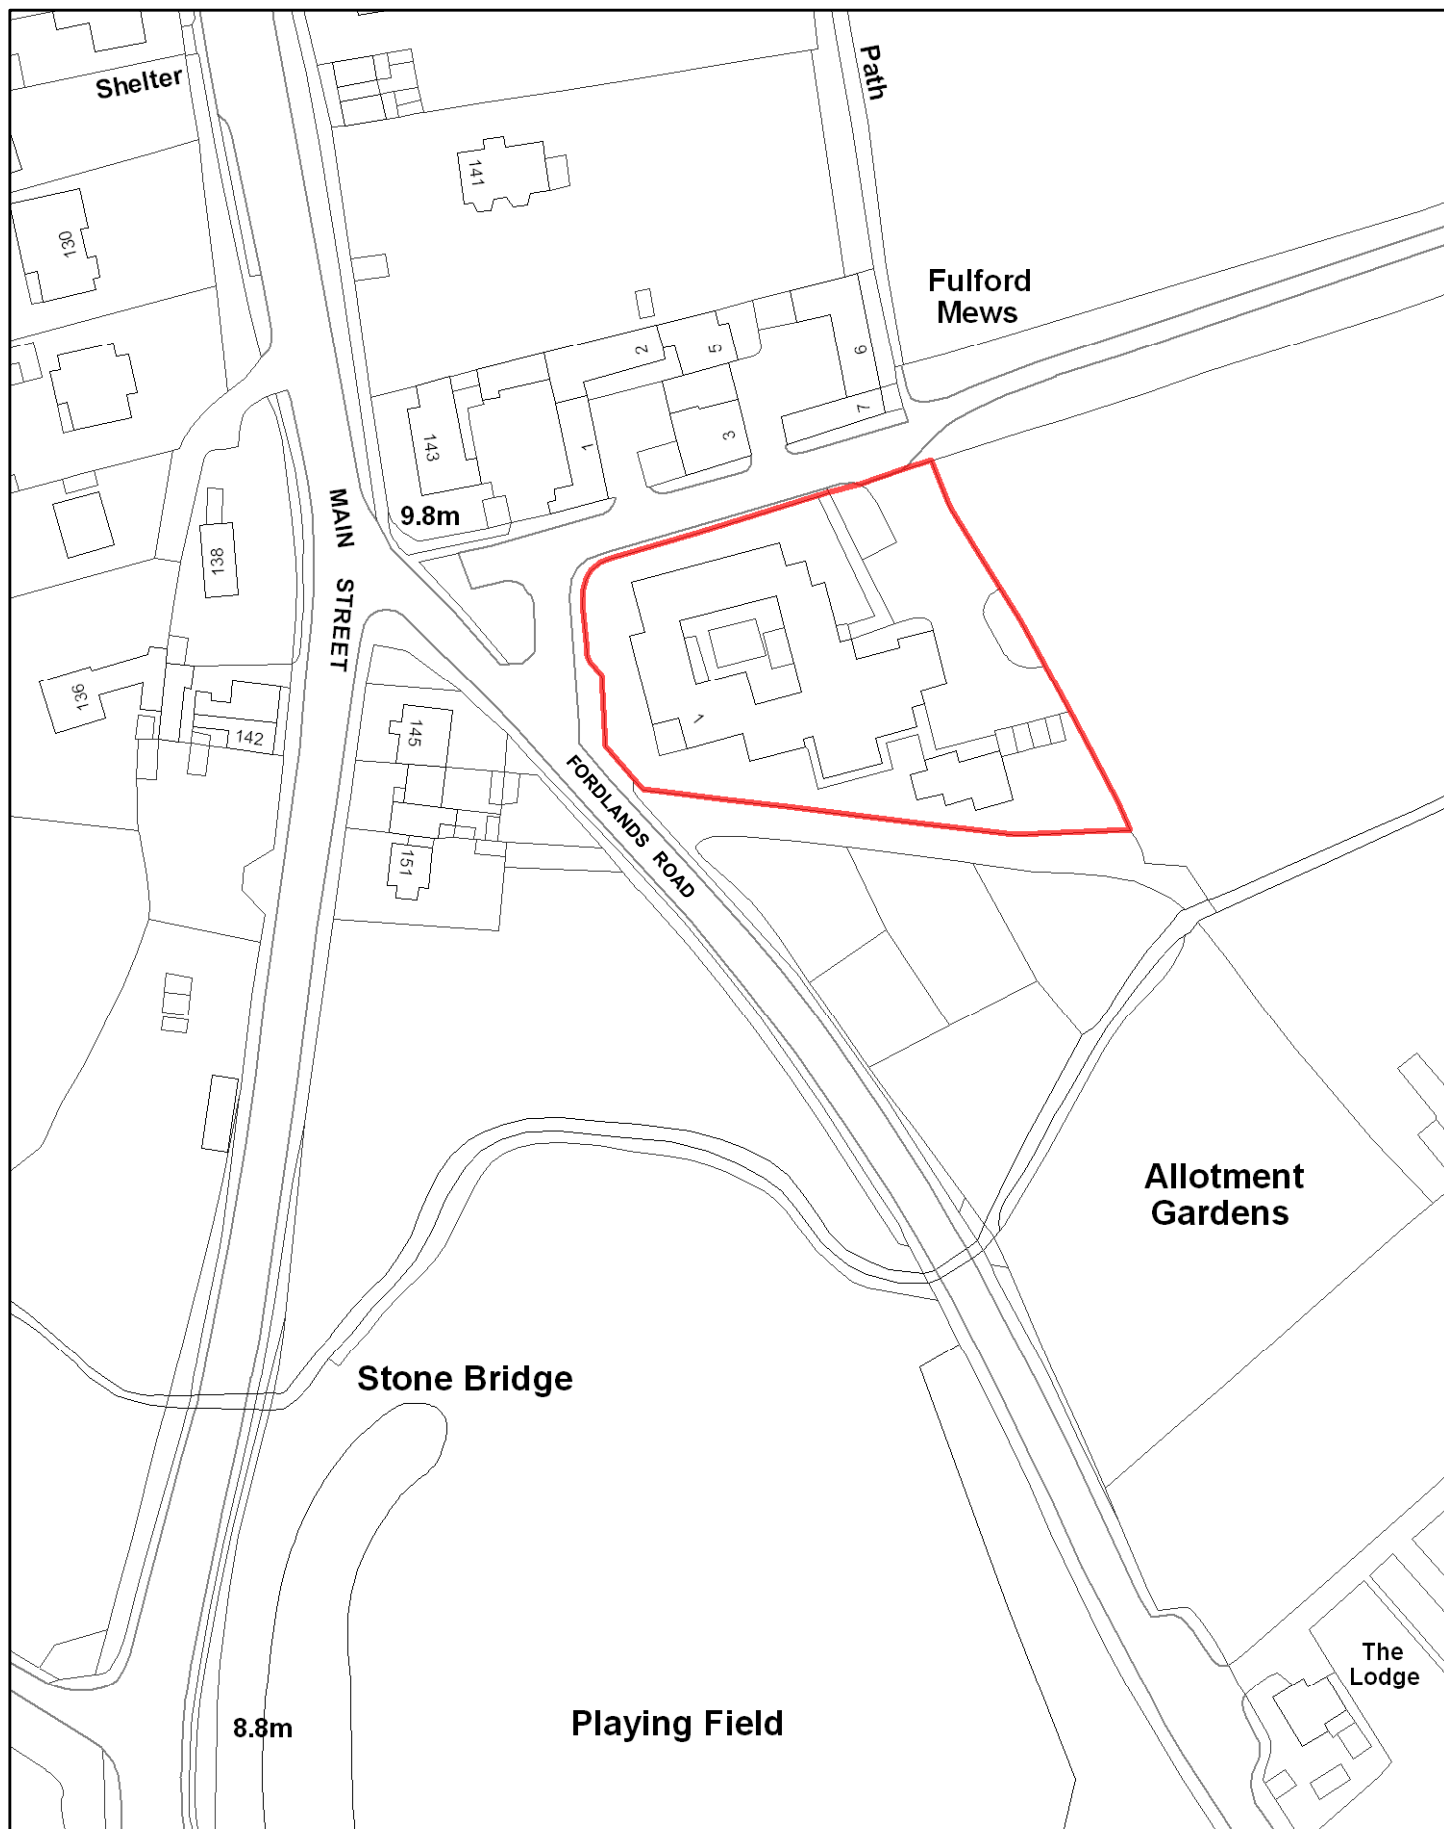 Shelter
Path
141
130
Fulford
Mews
2
5
6
7
3
1
143
9.8m
MAIN STREET
138
136
142
145
1
151
FORDLANDS ROAD
Allotment
Gardens
Stone Bridge
The
Lodge
8.8m
Playing Field